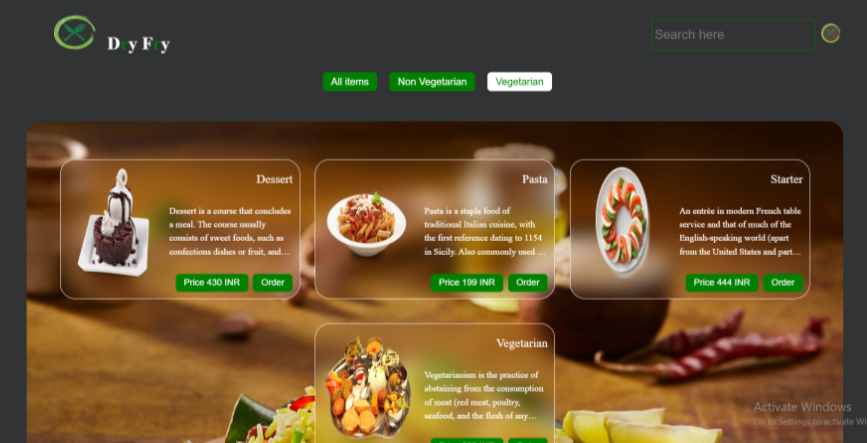 Dry Fry
Search here
All items
Non Vegetarian
Vegetarian
Dessert
Dessert is a course that concludes
a meal. The course usually
consists of sweet foods, such as
confections dishes or fruit, and…
Price 430 INR
Order
Pasta
Pasta is a staple food of
traditional Italian cuisine, with
the first reference dating to 1154
in Sicily. Also commonly used …
Price 199 INR
Order
Starter
An entrée in modern French table
service and that of much of the
English-speaking world (apart
from the United States and part…
Price 444 INR
Order
Vegetarian
Vegetarianism is the practice of
abstaining from the consumption
of meat (red meat, poultry,
seafood, and the flesh of any…
Activate Windows
Go to Settings to activate Wi